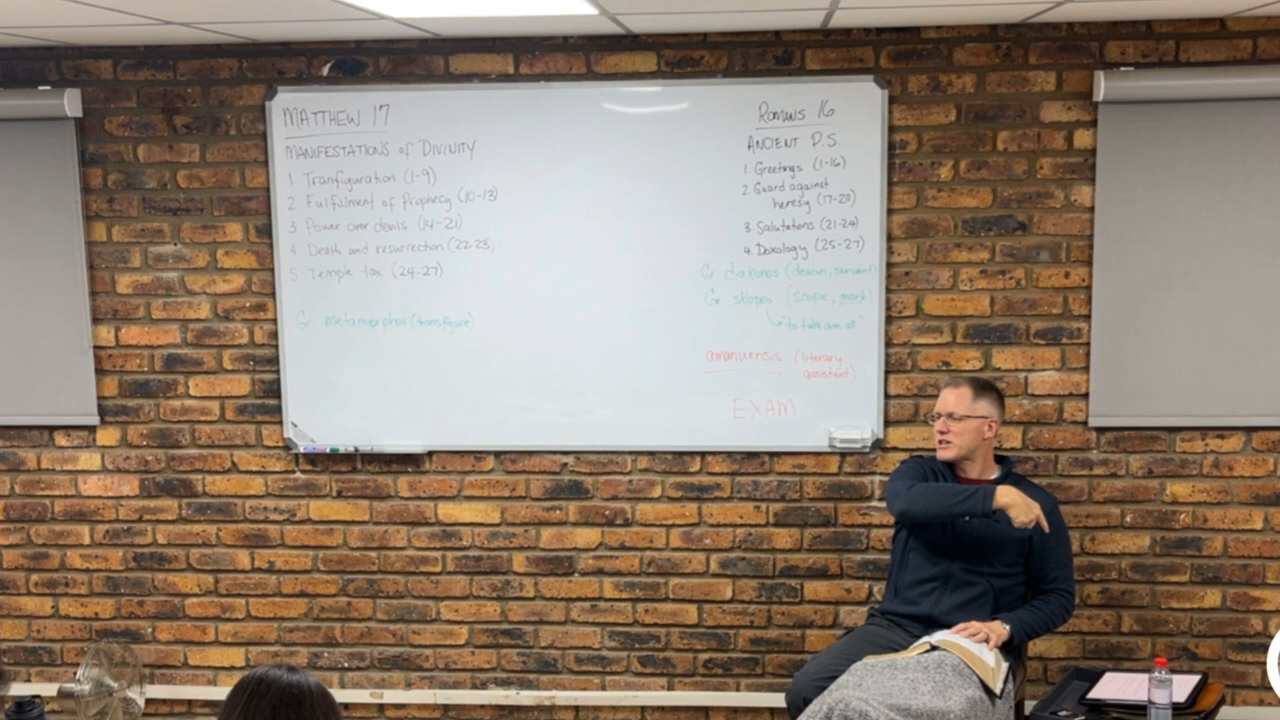 MATTHEW 17
MANIFESTATIONS of DIVINITY
1. Tranfiguration (1-9)
2. Fulfillment of Prophecy (10-13)
3. Power over devils (14-21)
4. Death and resurrection (22-23)
5. Temple tax (24-27)
Gr. metamorphoo (transfigure)
ROMANS 16
ANCIENT P.S.
1. Greetings (1-16)
2. Guard against
heresy (17-20)
3. Salutations (21-24)
4. Doxology (25-27)
Gr. diakonos (deacon, servant)
Gr. skopeo (scope, mark)
"to take aim at"
amanuensis (literary
assistant)
EXAM